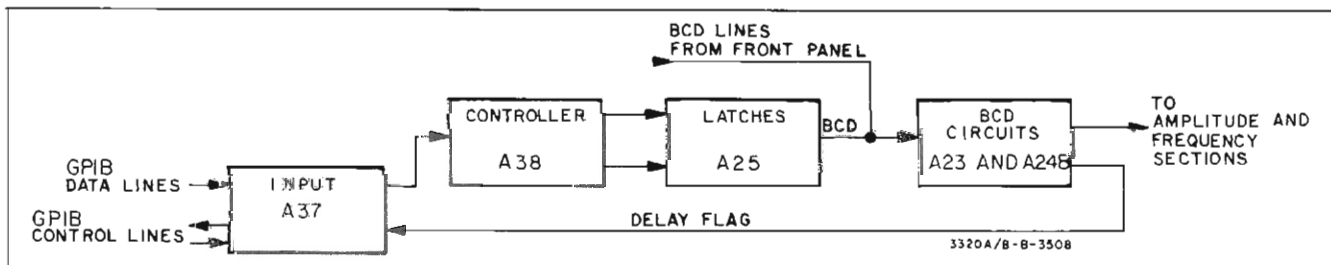 BCD LINES
FROM FRONT PANEL
CONTROLLER
A38
LATCHES
A25
BCD
BCD
CIRCUITS
A23 AND A24B
TO
AMPLITUDE AND
FREQUENCY
SECTIONS
GPIB
DATA LINES
GPIB
CONTROL LINES
INPUT
A37
DELAY FLAG
3320A/B-B-3508